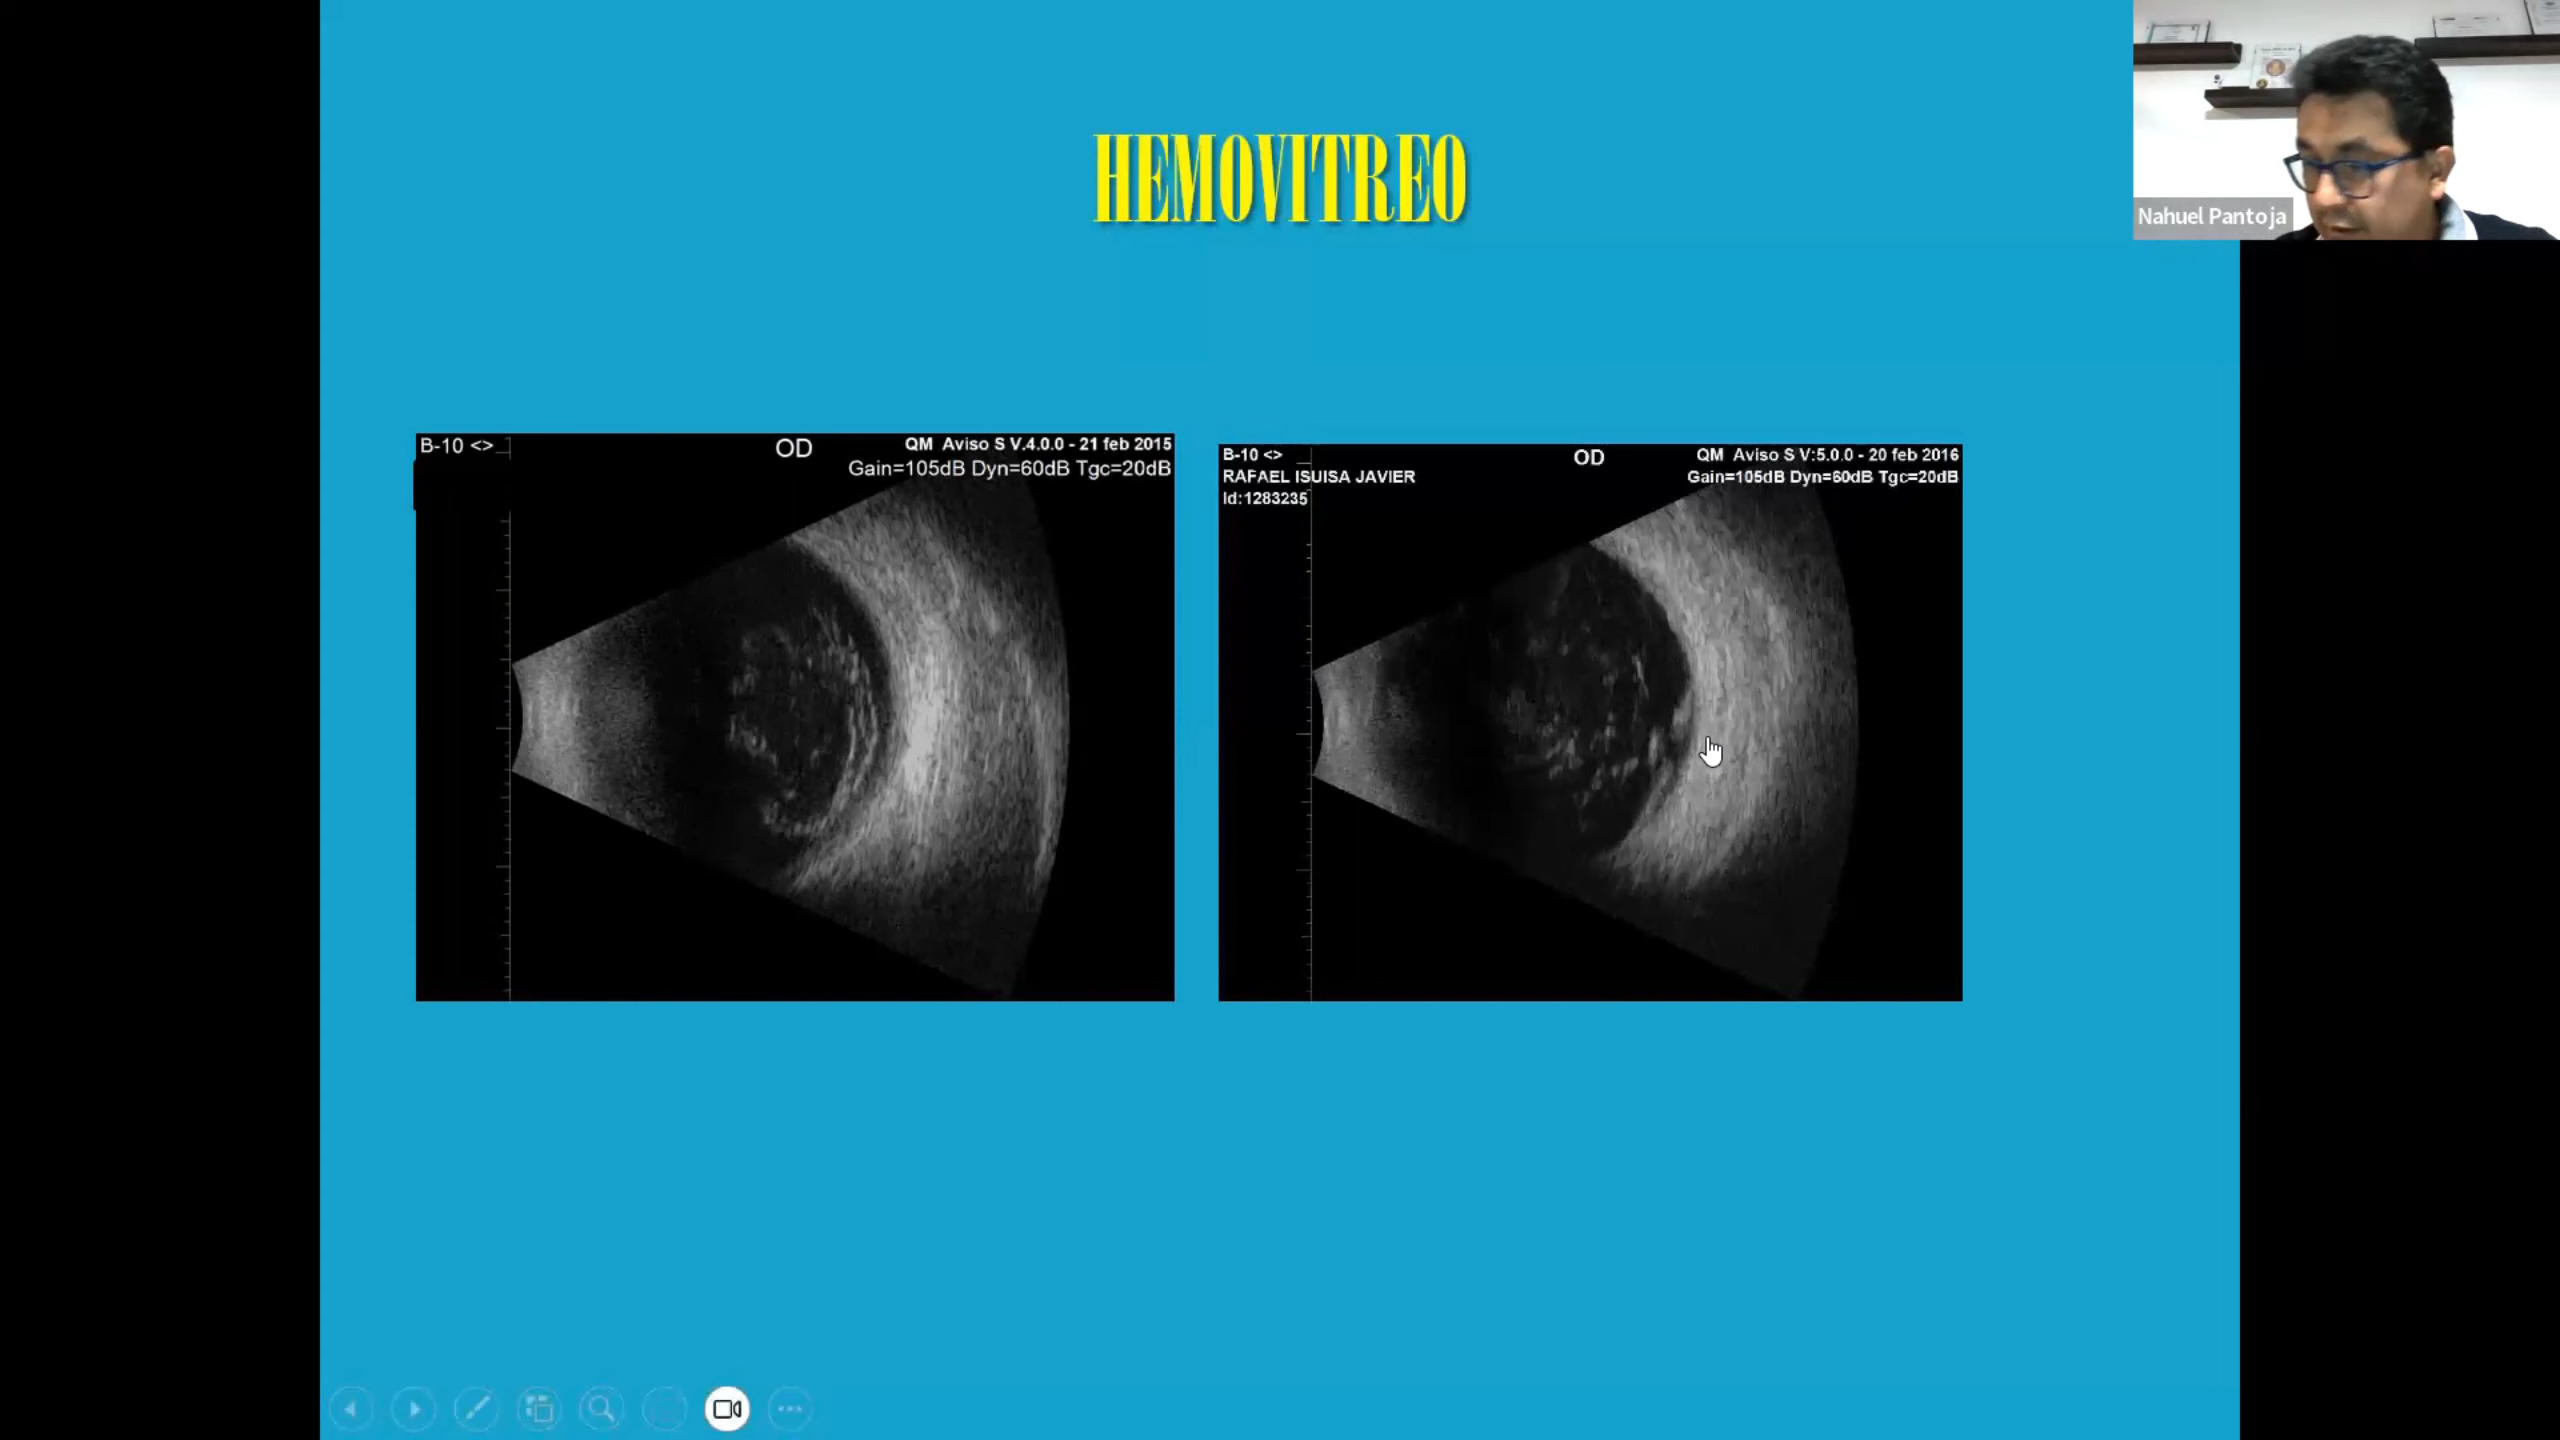 HEMOVITREO
Nahuel Pantoja
B-10 <>
OD
QM Aviso S V.4.0.0 - 21 feb 2015
Gain=105dB Dyn=60dB Tgc=20dB
B-10 <>
OD
QM Aviso S V:5.0.0 - 20 feb 2016
RAFAEL ISUISA JAVIER
Gain=105dB Dyn=60dB Tgc=20dB
Id:1283235